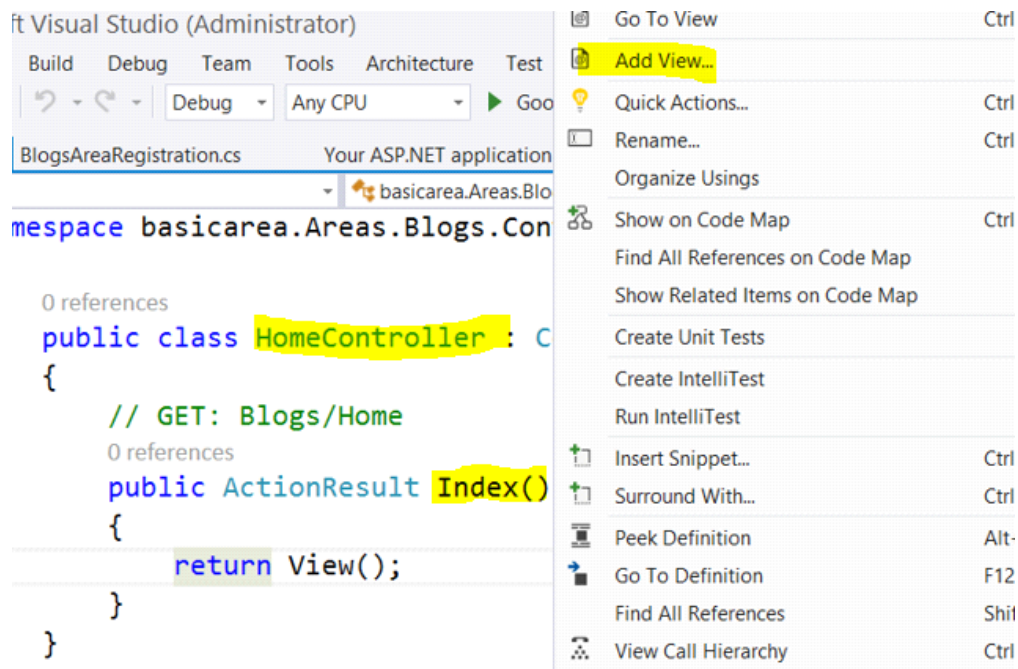 ft Visual Studio (Administrator)
Build Debug Team Tools Architecture Test
Debug Any CPU Goo
BlogsAreaRegistration.cs Your ASP.NET application
basicarea.Areas.Blo
mespace basicarea.Areas.Blogs.Con
0 references
public class HomeController : C
{
// GET: Blogs/Home
0 references
public ActionResult Index()
{
return View();
}
}
Go To View Ctrl
Add View...
Quick Actions... Ctrl
Rename... Ctrl
Organize Usings
Show on Code Map Ctrl
Find All References on Code Map
Show Related Items on Code Map
Create Unit Tests
Create IntelliTest
Run IntelliTest
Insert Snippet... Ctrl
Surround With... Ctrl
Peek Definition Alt-
Go To Definition F12
Find All References Shif
View Call Hierarchy Ctrl